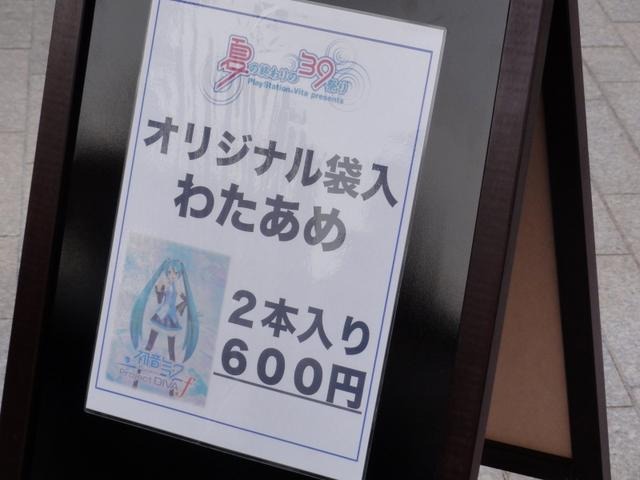 夏の終わりの39祭り
PlayStation®Vita presents
オリジナル袋入
わたあめ
2本入り
600円
初音ミク
Project DIVA f